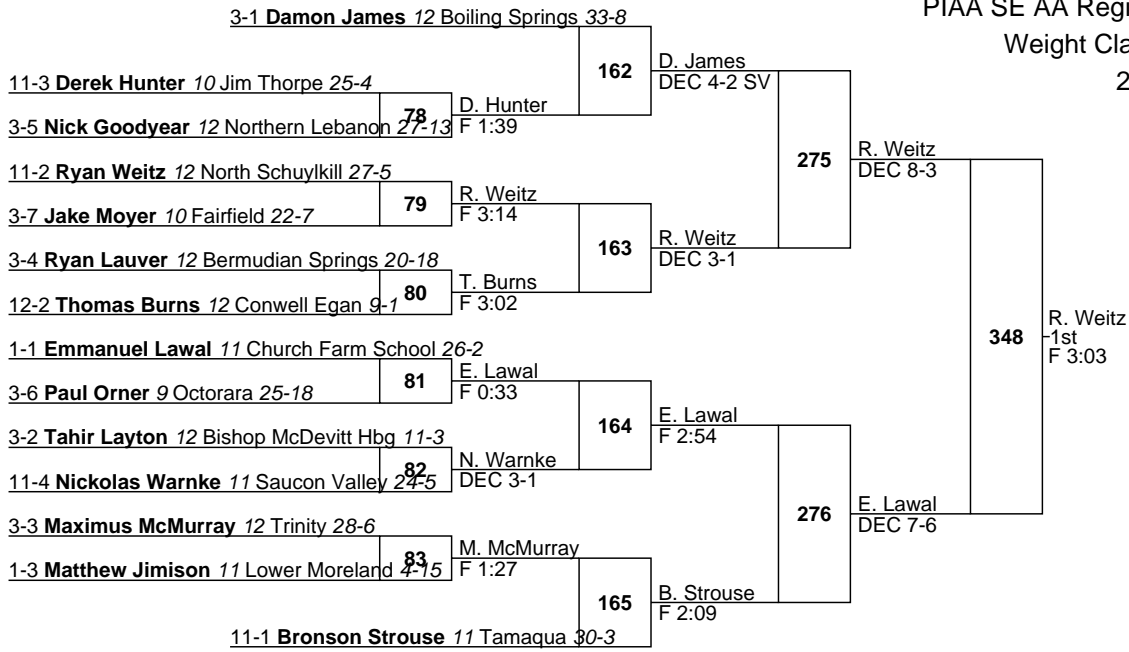 PIAA SE AA Regi
Weight Cla
2
3-1 Damon James 12 Boiling Springs 33-8
162
D. James
DEC 4-2 SV
11-3 Derek Hunter 10 Jim Thorpe 25-4
78
D. Hunter
F 1:39
3-5 Nick Goodyear 12 Northern Lebanon 27-13
275
R. Weitz
DEC 8-3
11-2 Ryan Weitz 12 North Schuylkill 27-5
79
R. Weitz
F 3:14
3-7 Jake Moyer 10 Fairfield 22-7
163
R. Weitz
DEC 3-1
3-4 Ryan Lauver 12 Bermudian Springs 20-18
80
T. Burns
F 3:02
12-2 Thomas Burns 12 Conwell Egan 9-1
348
R. Weitz
1st
F 3:03
1-1 Emmanuel Lawal 11 Church Farm School 26-2
81
E. Lawal
F 0:33
3-6 Paul Orner 9 Octorara 25-18
164
E. Lawal
F 2:54
3-2 Tahir Layton 12 Bishop McDevitt Hbg 11-3
82
N. Warnke
DEC 3-1
11-4 Nickolas Warnke 11 Saucon Valley 24-5
276
E. Lawal
DEC 7-6
3-3 Maximus McMurray 12 Trinity 28-6
83
M. McMurray
F 1:27
1-3 Matthew Jimison 11 Lower Moreland 4-15
165
B. Strouse
F 2:09
11-1 Bronson Strouse 11 Tamaqua 30-3